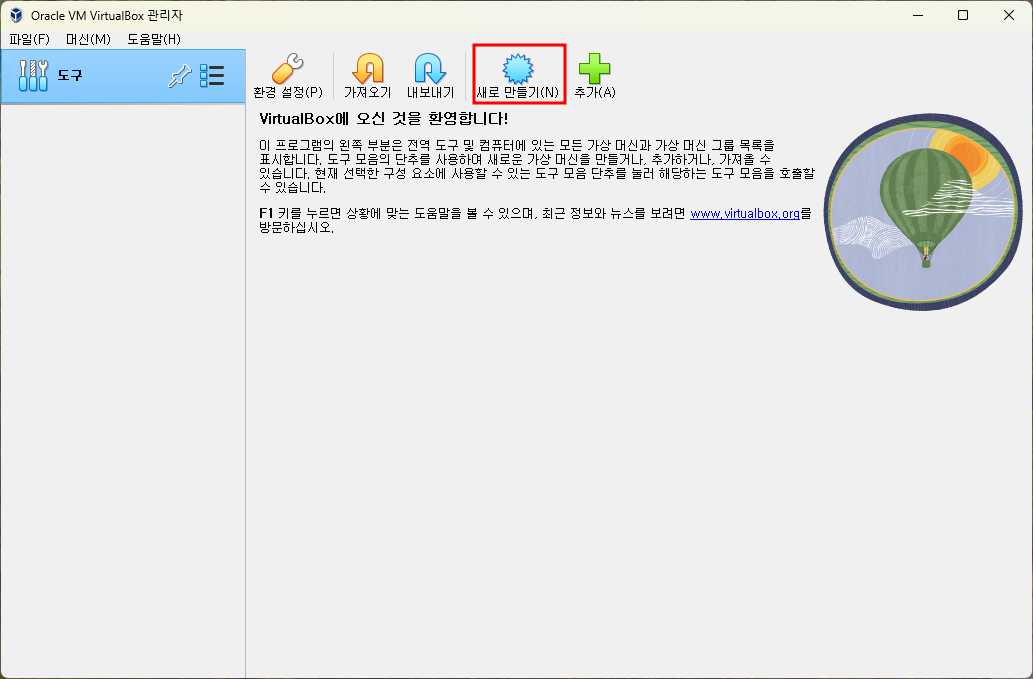 Oracle VM VirtualBox 관리자
파일(F) 머신(M) 도움말(H)
도구
환경 설정(P) 가져오기 내보내기 새로 만들기(N) 추가(A)
VirtualBox에 오신 것을 환영합니다!
이 프로그램의 왼쪽 부분은 전역 도구 및 컴퓨터에 있는 모든 가상 머신과 가상 머신 그룹 목록을
표시합니다. 도구 모음의 단추를 사용하여 새로운 가상 머신을 만들거나, 추가하거나, 가져올 수
있습니다. 현재 선택한 구성 요소에 사용할 수 있는 도구 모음 단추를 눌러 해당하는 도구 모음을 호출할
수 있습니다.
F1 키를 누르면 상황에 맞는 도움말을 볼 수 있으며, 최근 정보와 뉴스를 보려면 www.virtualbox.org를
방문하십시오.